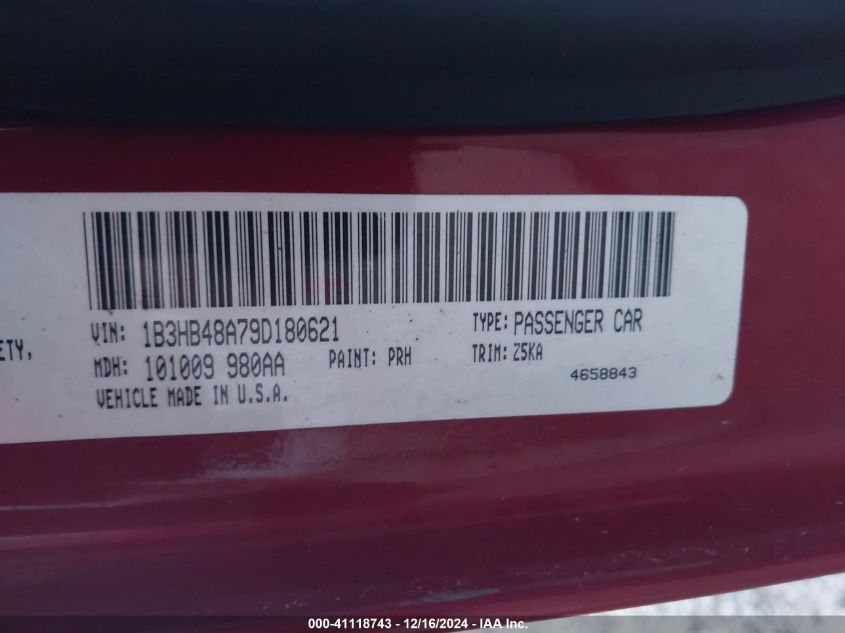 ETY,
VIN: 1B3HB48A79D180621 TYPE: PASSENGER CAR
MDH: 101009 980AA PAINT: PRH TRIM: Z5KA
VEHICLE MADE IN U.S.A. 4658843
000-41118743 - 12/16/2024 - IAA Inc.